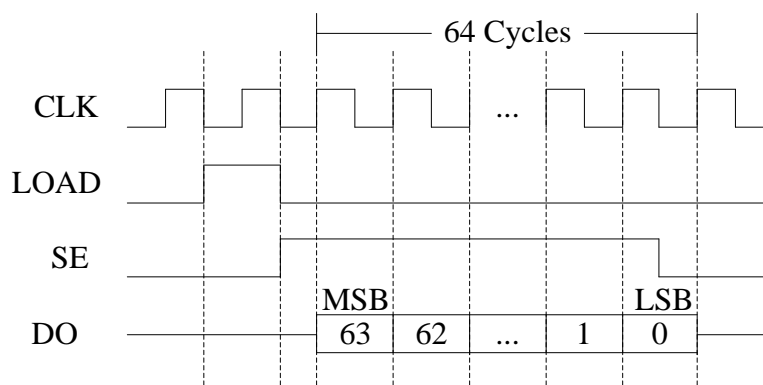 64 Cycles
CLK
...
LOAD
SE
MSB LSB
DO 63 62 ... 1 0